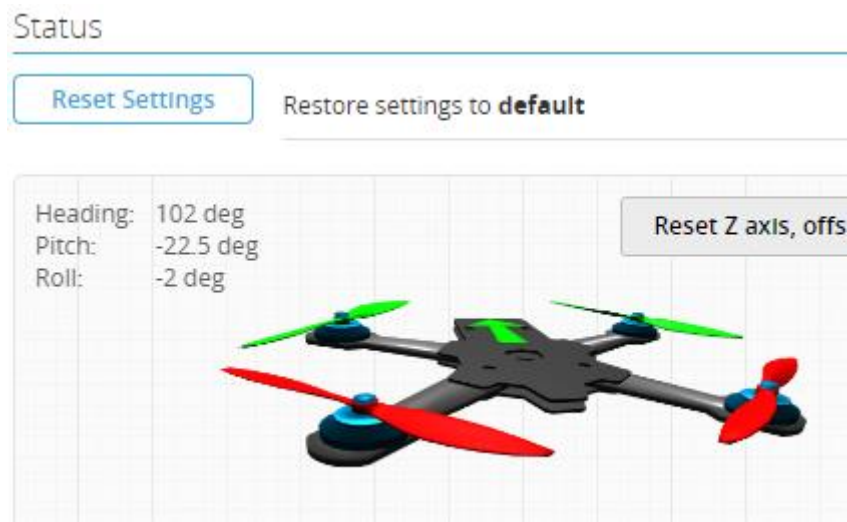 Status
Reset Settings
Restore settings to default
Heading: 102 deg
Pitch: -22.5 deg
Roll: -2 deg
Reset Z axis, offs